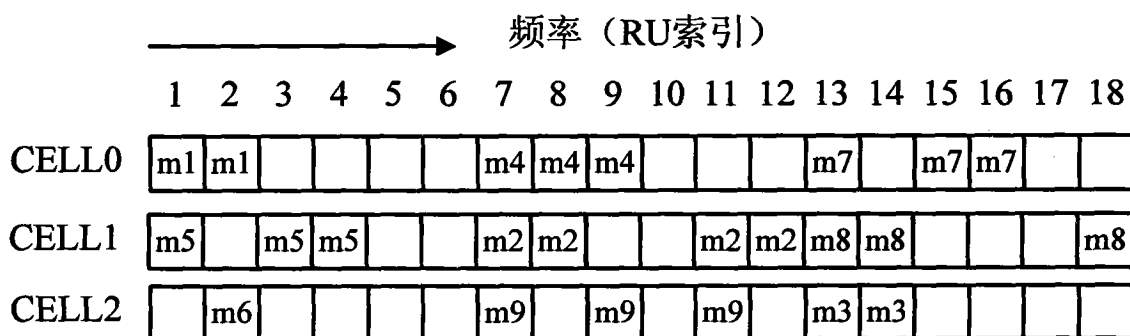 频率（RU索引）
1 2 3 4 5 6 7 8 9 10 11 12 13 14 15 16 17 18
CELL0 m1 m1 m4 m4 m4 m7 m7 m7
CELL1 m5 m5 m5 m2 m2 m2 m2 m8 m8 m8
CELL2 m6 m9 m9 m9 m3 m3